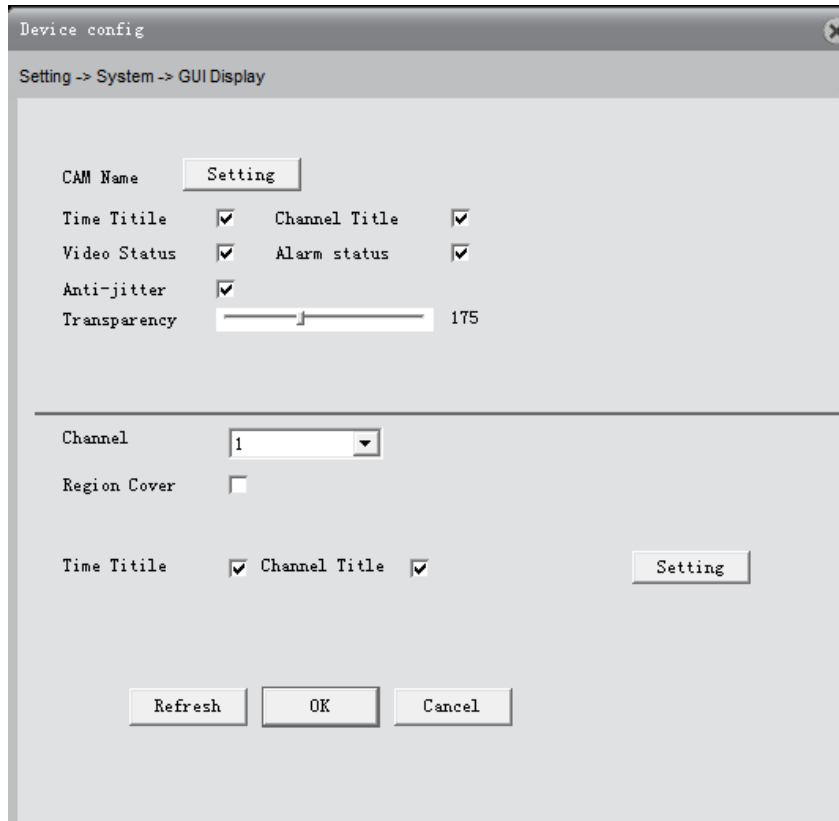 Device config
Setting -> System -> GUI Display
CAM Name Setting
Time Titile Channel Title
Video Status Alarm status
Anti-jitter
Transparency 175
Channel 1
Region Cover
Time Titile Channel Title Setting
Refresh OK Cancel